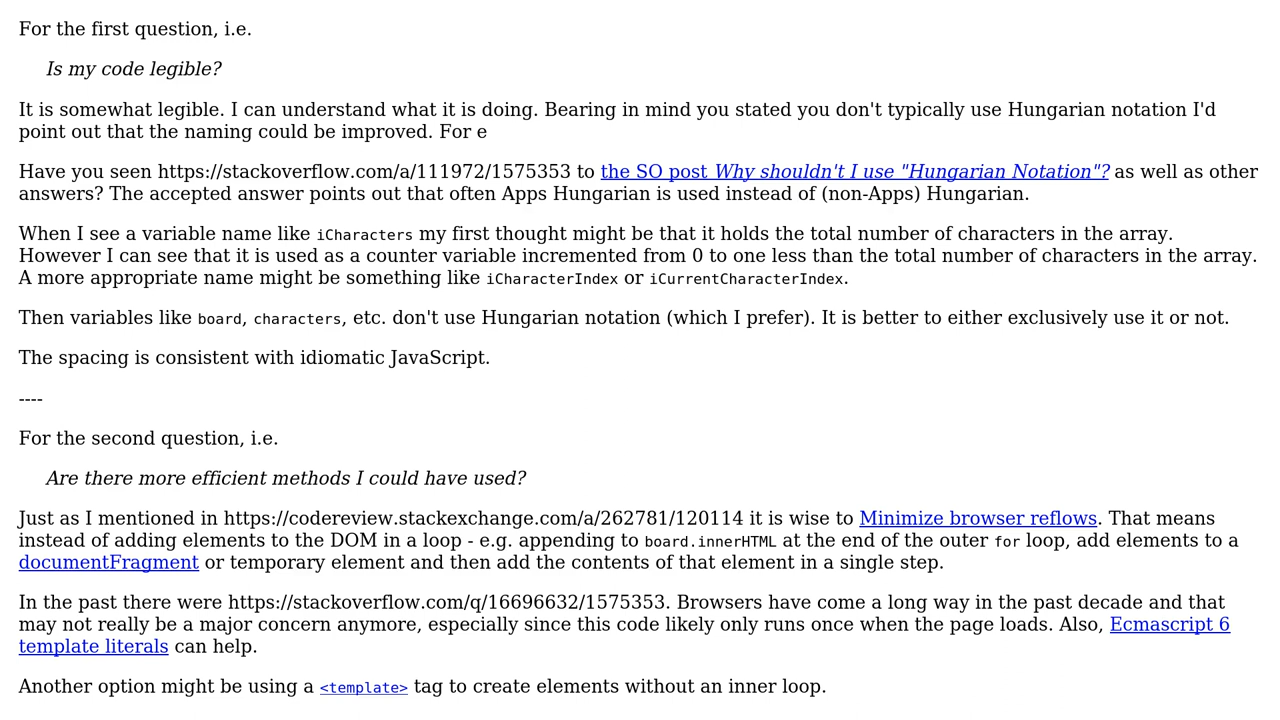 For the first question, i.e.
Is my code legible?
It is somewhat legible. I can understand what it is doing. Bearing in mind you stated you don't typically use Hungarian notation I'd
point out that the naming could be improved. For e
Have you seen https://stackoverflow.com/a/111972/1575353 to the SO post Why shouldn't I use "Hungarian Notation"? as well as other
answers? The accepted answer points out that often Apps Hungarian is used instead of (non-Apps) Hungarian.
When I see a variable name like iCharacters my first thought might be that it holds the total number of characters in the array.
However I can see that it is used as a counter variable incremented from 0 to one less than the total number of characters in the array.
A more appropriate name might be something like iCharacterIndex or iCurrentCharacterIndex.
Then variables like board, characters, etc. don't use Hungarian notation (which I prefer). It is better to either exclusively use it or not.
The spacing is consistent with idiomatic JavaScript.
----
For the second question, i.e.
Are there more efficient methods I could have used?
Just as I mentioned in https://codereview.stackexchange.com/a/262781/120114 it is wise to Minimize browser reflows. That means
instead of adding elements to the DOM in a loop - e.g. appending to board.innerHTML at the end of the outer for loop, add elements to a
documentFragment or temporary element and then add the contents of that element in a single step.
In the past there were https://stackoverflow.com/q/16696632/1575353. Browsers have come a long way in the past decade and that
may not really be a major concern anymore, especially since this code likely only runs once when the page loads. Also, Ecmascript 6
template literals can help.
Another option might be using a <template> tag to create elements without an inner loop.